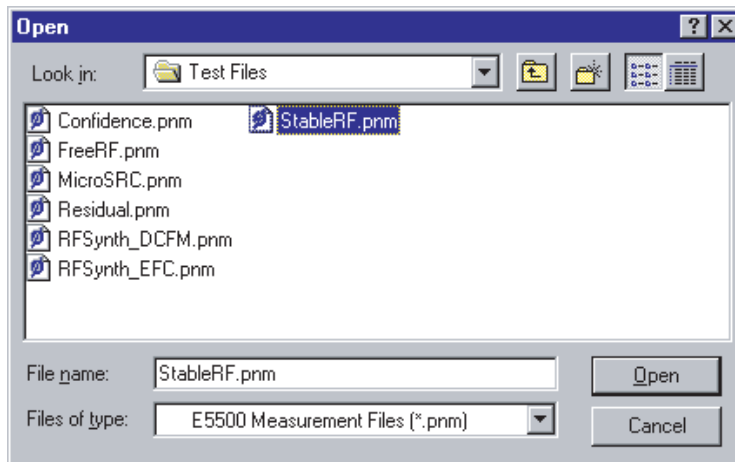 Open
Look in: Test Files
Confidence.pnm StableRF.pnm
FreeRF.pnm
MicroSRC.pnm
Residual.pnm
RFSynth_DCFM.pnm
RFSynth_EFC.pnm
File name: StableRF.pnm Open
Files of type: E5500 Measurement Files (*.pnm) Cancel